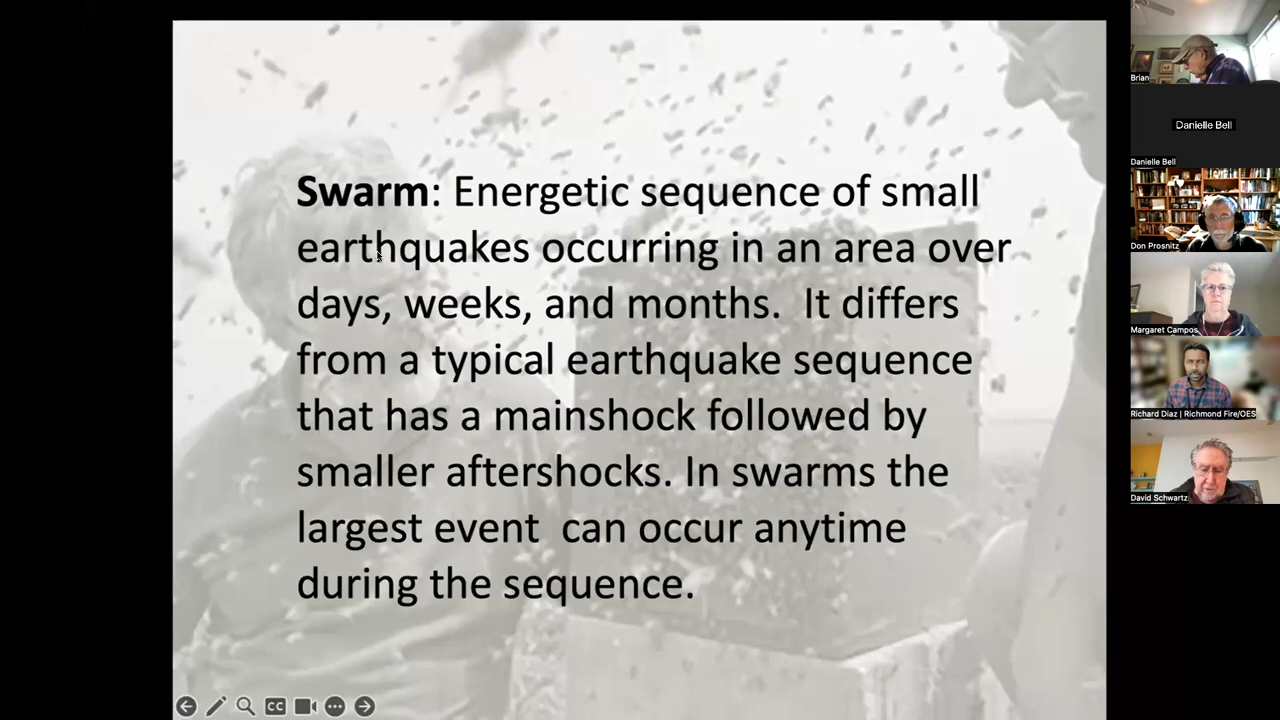 Swarm: Energetic sequence of small
earthquakes occurring in an area over
days, weeks, and months.  It differs
from a typical earthquake sequence
that has a mainshock followed by
smaller aftershocks. In swarms the
largest event  can occur anytime
during the sequence.
CC
Brian
Danielle Bell
Danielle Bell
Don Prosnitz
Margaret Campos
Richard Diaz | Richmond Fire/OES
David Schwartz